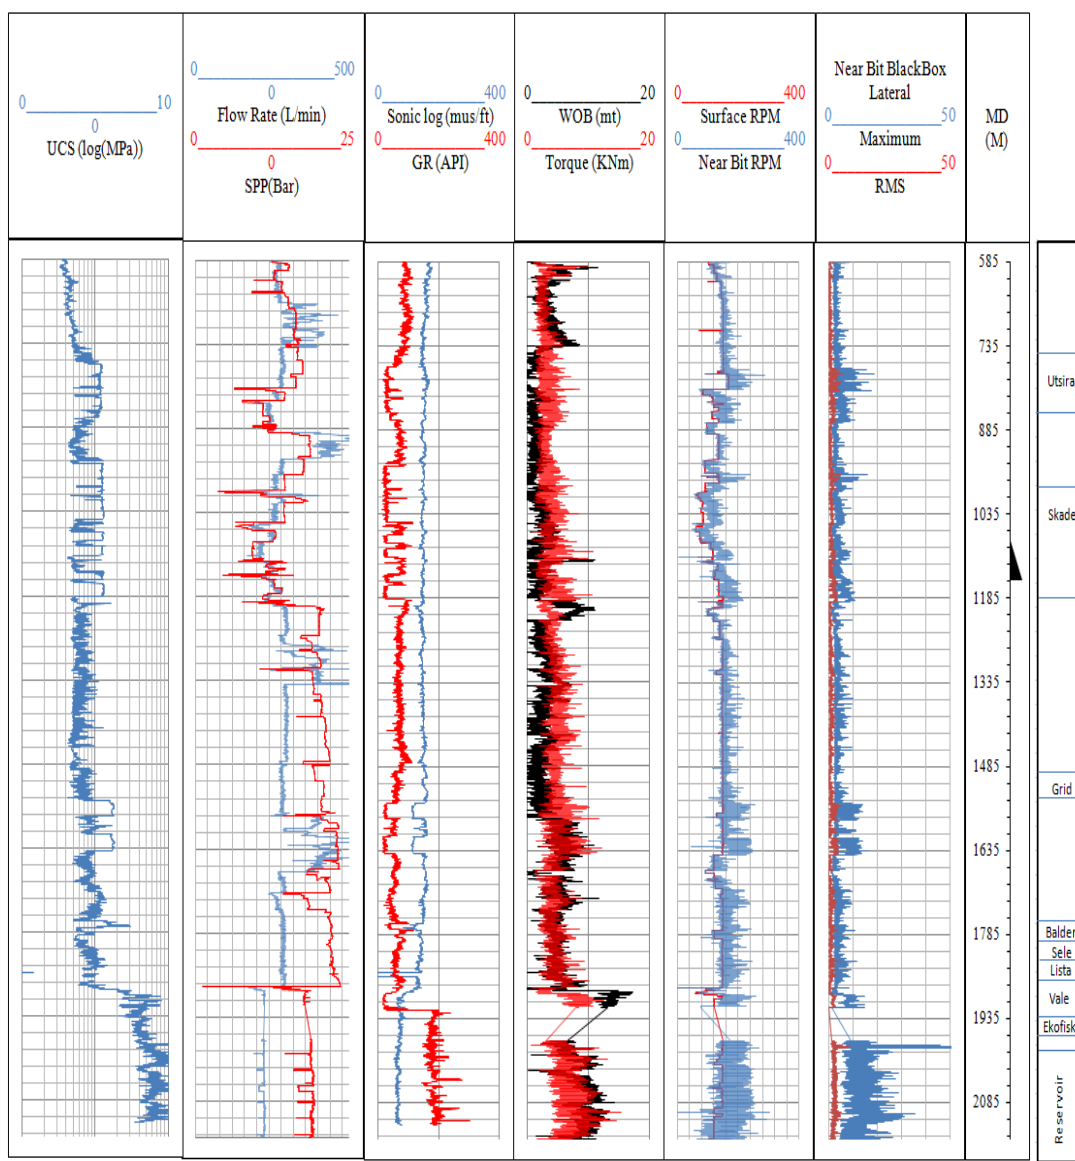 0 10
0
UCS (log(MPa))
0 500
0
Flow Rate (L/min)
0 25
0
SPP(Bar)
0 400
Sonic log (mus/ft)
0 400
GR (API)
0 20
WOB (mt)
0 20
Torque (KNm)
0 400
Surface RPM
0 400
Near Bit RPM
Near Bit BlackBox
Lateral
0 50
Maximum
0 50
RMS
MD
(M)
585
735
885
1035
1185
1335
1485
1635
1785
1935
2085
Utsira
Skade
Grid
Balder
Sele
Lista
Vale
Ekofisk
Reservoir